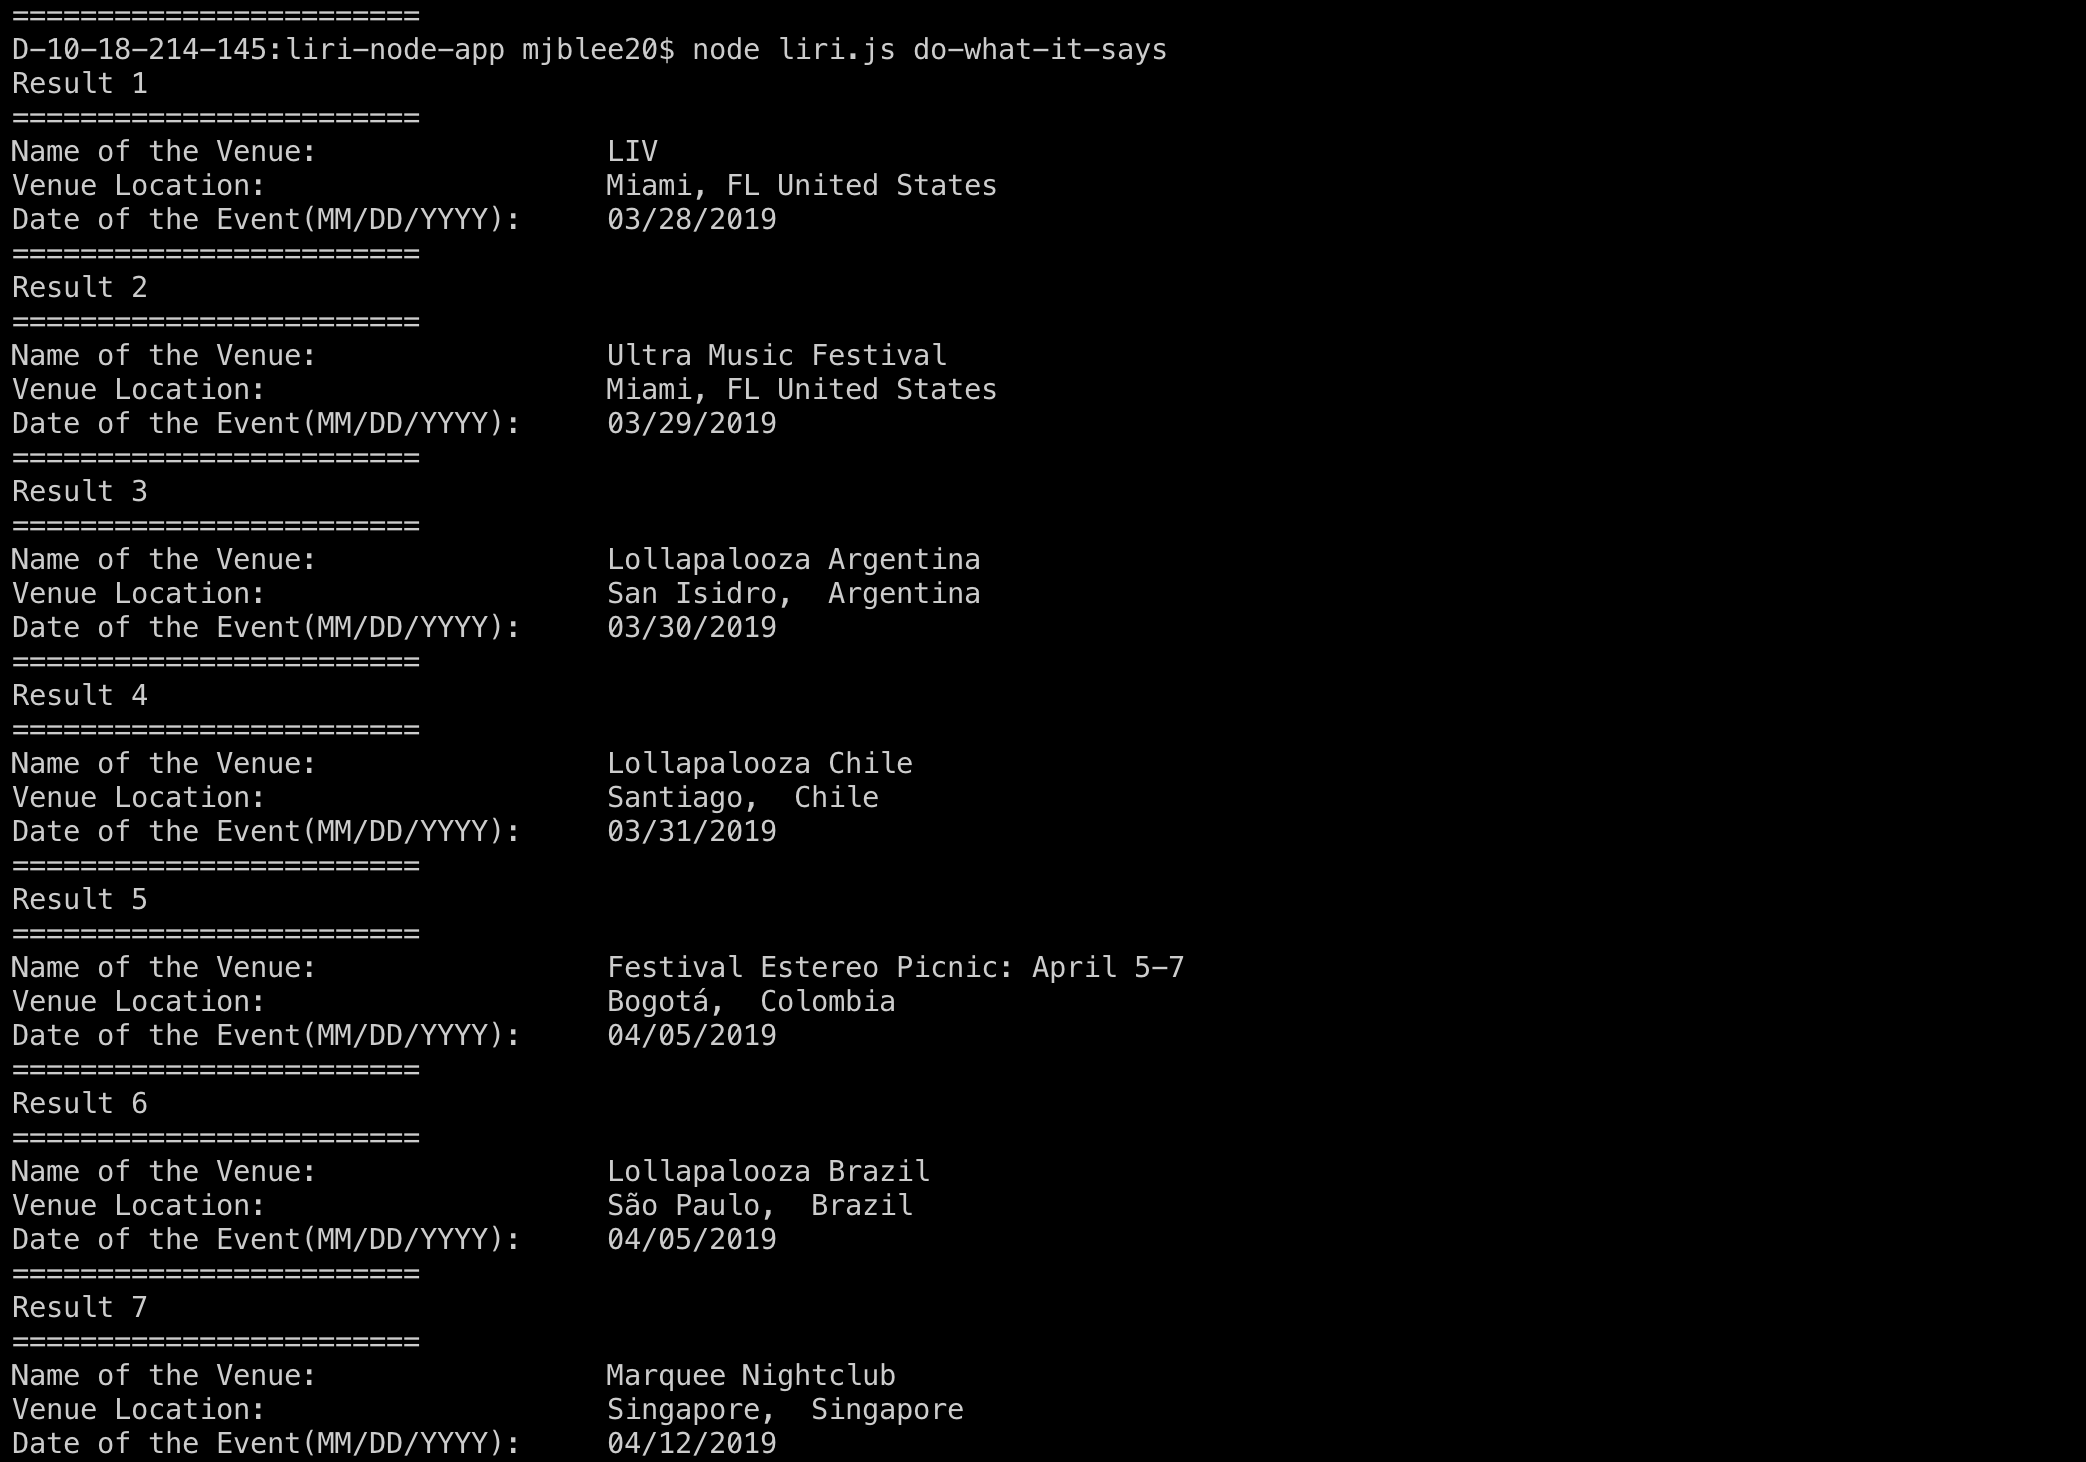 ========================
D-10-18-214-145:liri-node-app mjblee20$ node liri.js do-what-it-says
Result 1
========================
Name of the Venue:                 LIV
Venue Location:                    Miami, FL United States
Date of the Event(MM/DD/YYYY):     03/28/2019
========================
Result 2
========================
Name of the Venue:                 Ultra Music Festival
Venue Location:                    Miami, FL United States
Date of the Event(MM/DD/YYYY):     03/29/2019
========================
Result 3
========================
Name of the Venue:                 Lollapalooza Argentina
Venue Location:                    San Isidro,  Argentina
Date of the Event(MM/DD/YYYY):     03/30/2019
========================
Result 4
========================
Name of the Venue:                 Lollapalooza Chile
Venue Location:                    Santiago,  Chile
Date of the Event(MM/DD/YYYY):     03/31/2019
========================
Result 5
========================
Name of the Venue:                 Festival Estereo Picnic: April 5-7
Venue Location:                    Bogotá,  Colombia
Date of the Event(MM/DD/YYYY):     04/05/2019
========================
Result 6
========================
Name of the Venue:                 Lollapalooza Brazil
Venue Location:                    São Paulo,  Brazil
Date of the Event(MM/DD/YYYY):     04/05/2019
========================
Result 7
========================
Name of the Venue:                 Marquee Nightclub
Venue Location:                    Singapore,  Singapore
Date of the Event(MM/DD/YYYY):     04/12/2019